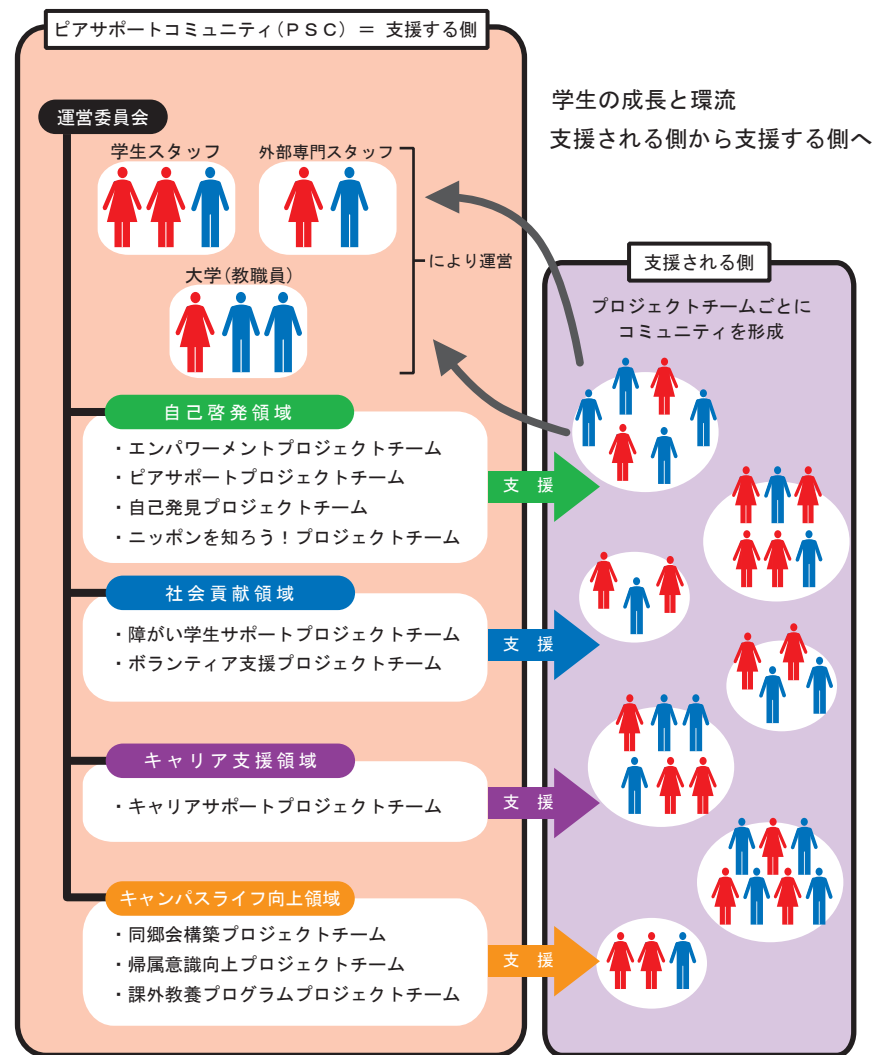 ピアサポートコミュニティ(ＰＳＣ) ＝ 支援する側
運営委員会
学生スタッフ
外部専門スタッフ
大学(教職員)
により運営
学生の成長と環流
支援される側から支援する側へ
支援される側
プロジェクトチームごとに
コミュニティを形成
自己啓発領域
・エンパワーメントプロジェクトチーム
・ピアサポートプロジェクトチーム
・自己発見プロジェクトチーム
・ニッポンを知ろう！プロジェクトチーム
支　援
社会貢献領域
・障がい学生サポートプロジェクトチーム
・ボランティア支援プロジェクトチーム
支　援
キャリア支援領域
・キャリアサポートプロジェクトチーム
支　援
キャンパスライフ向上領域
・同郷会構築プロジェクトチーム
・帰属意識向上プロジェクトチーム
・課外教養プログラムプロジェクトチーム
支　援